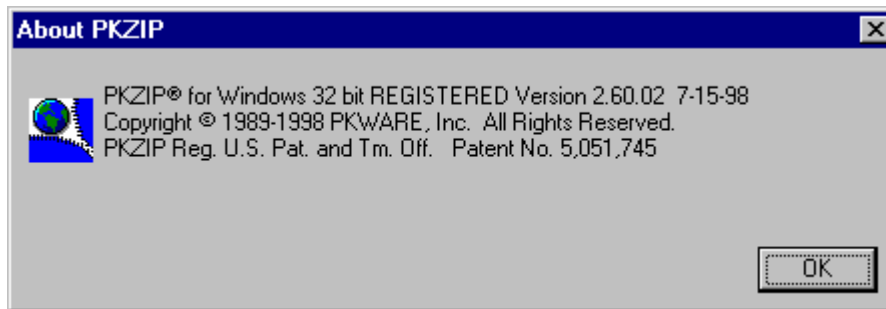 About PKZIP
PKZIP® for Windows 32 bit REGISTERED Version 2.60.02  7-15-98
Copyright © 1989-1998 PKWARE, Inc.  All Rights Reserved.
PKZIP Reg. U.S. Pat. and Tm. Off.   Patent No. 5,051,745
OK